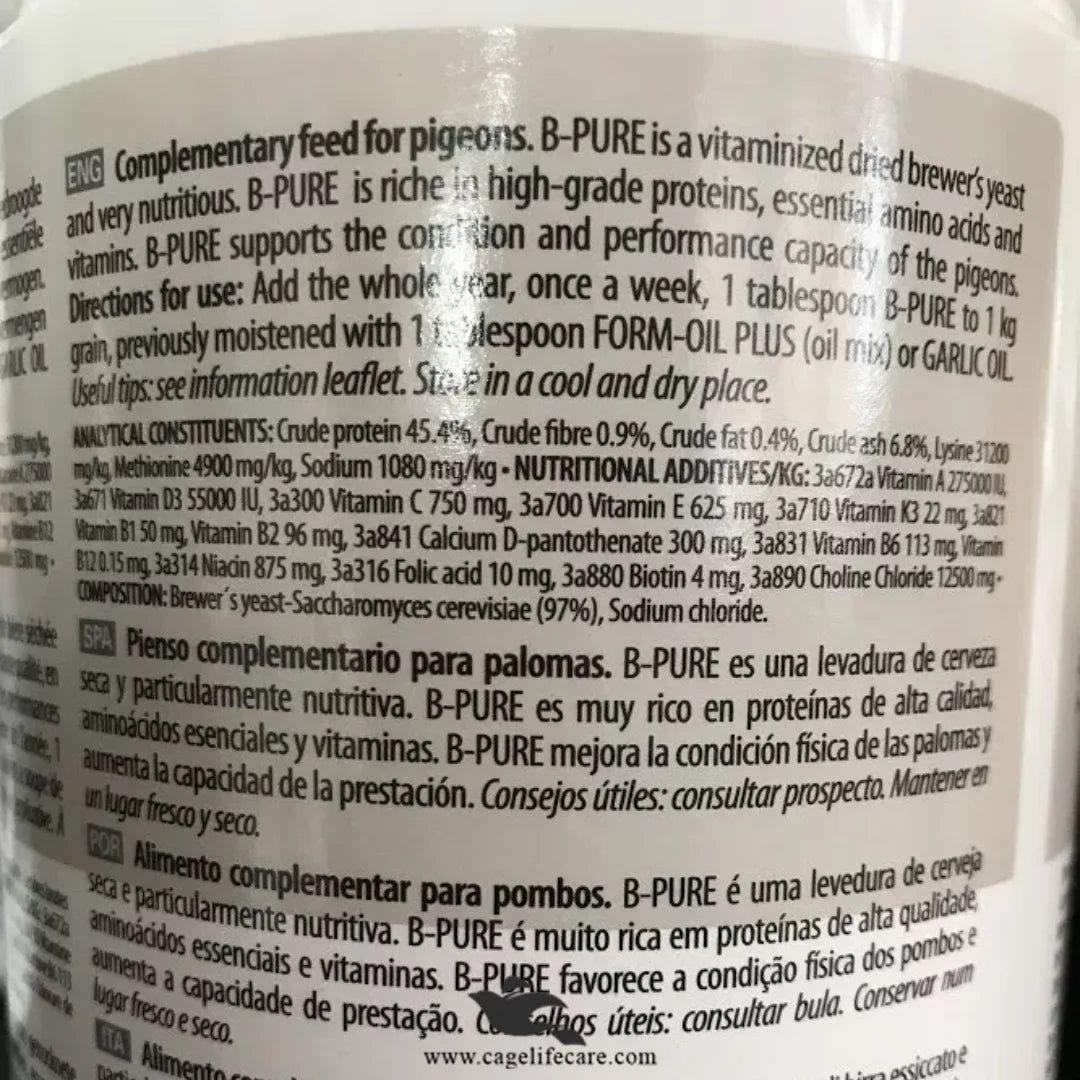 ENG Complementary feed for pigeons. B-PURE is a vitaminized dried brewer's yeast
and very nutritious. B-PURE is riche in high-grade proteins, essential amino acids and
vitamins. B-PURE supports the condition and performance capacity of the pigeons.
Directions for use: Add the whole year, once a week, 1 tablespoon B-PURE to 1 kg
grain, previously moistened with 1 tablespoon FORM-OIL PLUS (oil mix) or GARLIC OIL.
Useful tips: see information leaflet. Store in a cool and dry place.
ANALYTICAL CONSTITUENTS: Crude protein 45.4%, Crude fibre 0.9%, Crude fat 0.4%, Crude ash 6.8%, Lysine 31200
mg/kg, Methionine 4900 mg/kg, Sodium 1080 mg/kg • NUTRITIONAL ADDITIVES/KG: 3a672a Vitamin A 275000 IU,
3a671 Vitamin D3 55000 IU, 3a300 Vitamin C 750 mg, 3a700 Vitamin E 625 mg, 3a710 Vitamin K3 22 mg, 3a821
Vitamin B1 50 mg, Vitamin B2 96 mg, 3a841 Calcium D-pantothenate 300 mg, 3a831 Vitamin B6 113 mg, Vitamin
B12 0.15 mg, 3a314 Niacin 875 mg, 3a316 Folic acid 10 mg, 3a880 Biotin 4 mg, 3a890 Choline Chloride 12500 mg •
COMPOSITION: Brewer´s yeast-Saccharomyces cerevisiae (97%), Sodium chloride.
SPA Pienso complementario para palomas. B-PURE es una levadura de cerveza
seca y particularmente nutritiva. B-PURE es muy rico en proteínas de alta calidad,
aminoácidos esenciales y vitaminas. B-PURE mejora la condición física de las palomas y
aumenta la capacidad de la prestación. Consejos útiles: consultar prospecto. Mantener en
un lugar fresco y seco.
POR Alimento complementar para pombos. B-PURE é uma levedura de cerveja
seca e particularmente nutritiva. B-PURE é muito rica em proteínas de alta qualidade,
aminoácidos essenciais e vitaminas. B-PURE favorece a condição física dos pombos e
aumenta a capacidade de prestação. Conselhos úteis: consultar bula. Conservar num
lugar fresco e seco.
ITA Alimento
www.cagelifecare.com